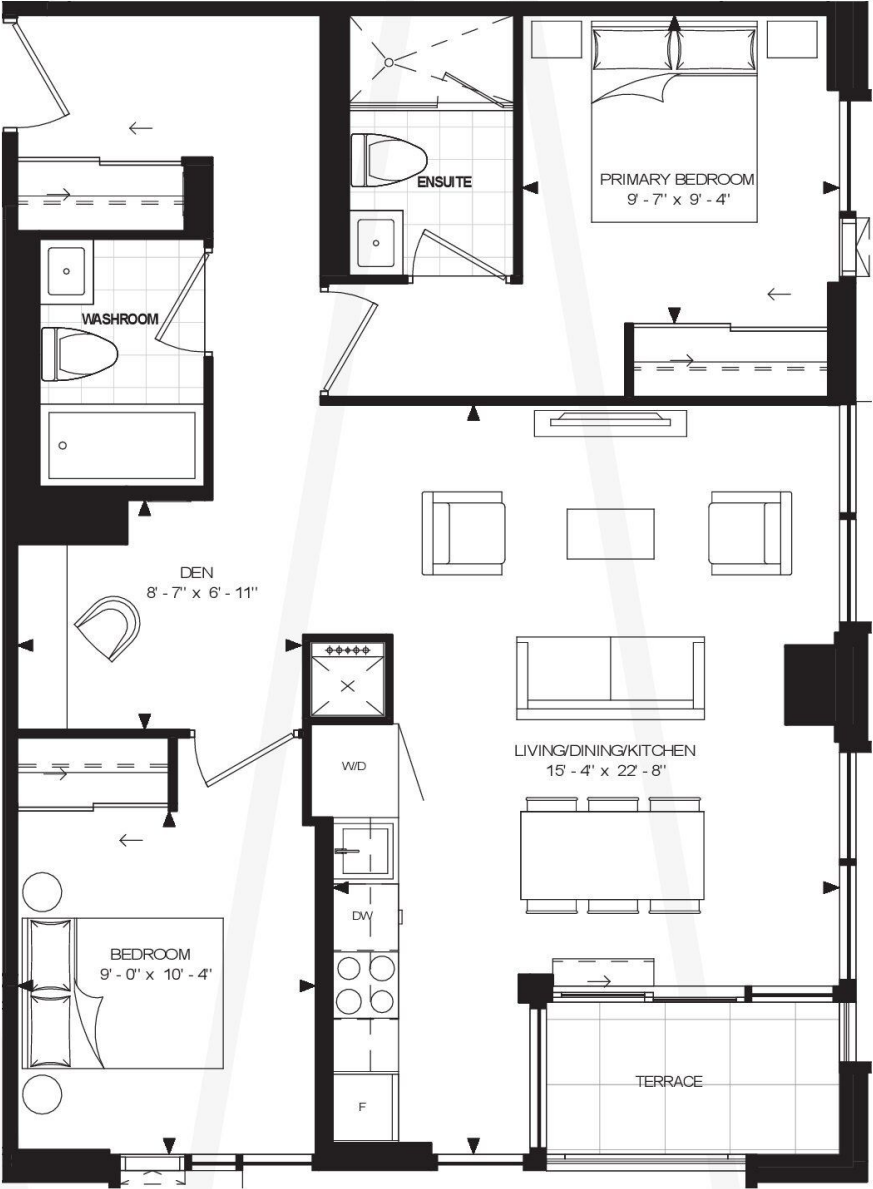 ENSUITE
PRIMARY BEDROOM
9' - 7" x 9' - 4"
WASHROOM
DEN
8' - 7" x 6' - 11"
W/D
LIVING/DINING/KITCHEN
15' - 4" x 22' - 8"
DW
BEDROOM
9' - 0" x 10' - 4"
TERRACE
F